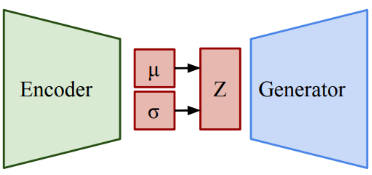 Encoder
μ
σ
Z
Generator